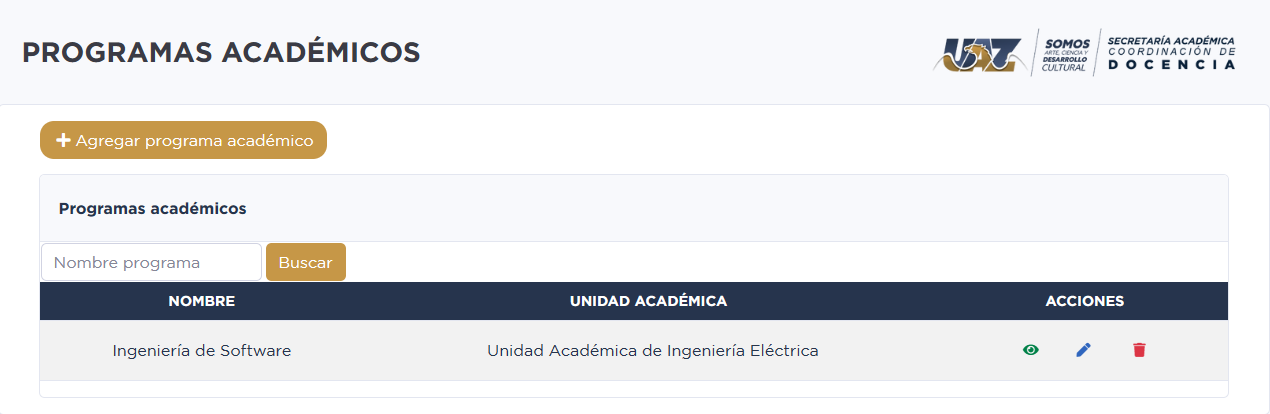 PROGRAMAS ACADÉMICOS
UAZ
SOMOS
ARTE, CIENCIA Y
DESARROLLO
CULTURAL
SECRETARÍA ACADÉMICA
COORDINACIÓN DE
DOCENCIA
+ Agregar programa académico
Programas académicos
Nombre programa Buscar
NOMBRE UNIDAD ACADÉMICA ACCIONES
Ingeniería de Software Unidad Académica de Ingeniería Eléctrica